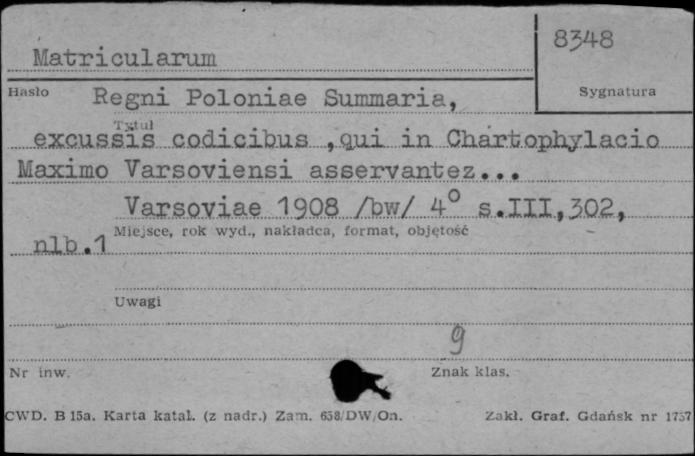 8348
Matricularum
Hasło
Sygnatura
Regni Poloniae Summaria,
Tytuł
excussis codicibus ,qui in Chartophylacio
Maximo Varsoviensi asservantez...
Varsoviae 1908 /bw/ 4° s.III,302,
Miejsce, rok wyd., nakładca, format, objętość
nlb.1
Uwagi
9
Nr inw.
Znak klas.
CWD. B 15a. Karta katal. (z nadr.) Zam. 658/DW/On.
Zakł. Graf. Gdańsk nr 1757